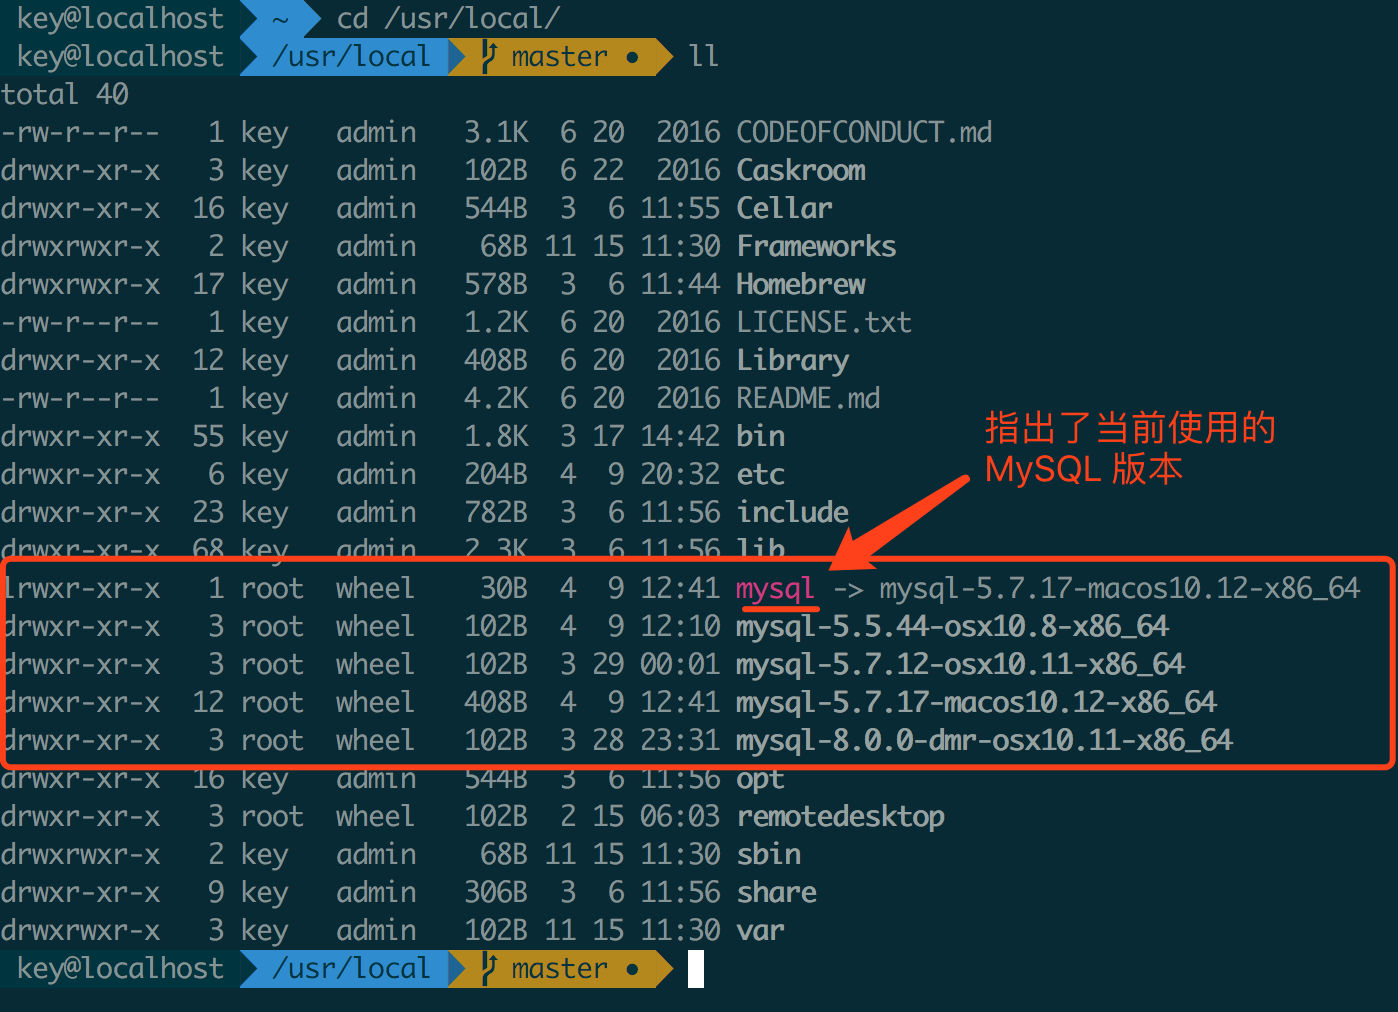 key@localhost ~ cd /usr/local/
key@localhost /usr/local master ● ll
total 40
-rw-r--r-- 1 key admin 3.1K 6 20 2016 CODEOFCONDUCT.md
drwxr-xr-x 3 key admin 102B 6 22 2016 Caskroom
drwxr-xr-x 16 key admin 544B 3 6 11:55 Cellar
drwxrwxr-x 2 key admin 68B 11 15 11:30 Frameworks
drwxrwxr-x 17 key admin 578B 3 6 11:44 Homebrew
-rw-r--r-- 1 key admin 1.2K 6 20 2016 LICENSE.txt
drwxr-xr-x 12 key admin 408B 6 20 2016 Library
-rw-r--r-- 1 key admin 4.2K 6 20 2016 README.md
指出了当前使用的
MySQL 版本
drwxr-xr-x 55 key admin 1.8K 3 17 14:42 bin
drwxr-xr-x 6 key admin 204B 4 9 20:32 etc
drwxr-xr-x 23 key admin 782B 3 6 11:56 include
drwxr-xr-x 68 key admin 2.3K 3 6 11:56 lib
lrwxr-xr-x 1 root wheel 30B 4 9 12:41 mysql -> mysql-5.7.17-macos10.12-x86_64
drwxr-xr-x 3 root wheel 102B 4 9 12:10 mysql-5.5.44-osx10.8-x86_64
drwxr-xr-x 3 root wheel 102B 3 29 00:01 mysql-5.7.12-osx10.11-x86_64
drwxr-xr-x 12 root wheel 408B 4 9 12:41 mysql-5.7.17-macos10.12-x86_64
drwxr-xr-x 3 root wheel 102B 3 28 23:31 mysql-8.0.0-dmr-osx10.11-x86_64
drwxr-xr-x 16 key admin 544B 3 6 11:56 opt
drwxr-xr-x 3 root wheel 102B 2 15 06:03 remotedesktop
drwxrwxr-x 2 key admin 68B 11 15 11:30 sbin
drwxr-xr-x 9 key admin 306B 3 6 11:56 share
drwxrwxr-x 3 key admin 102B 11 15 11:30 var
key@localhost /usr/local master ●